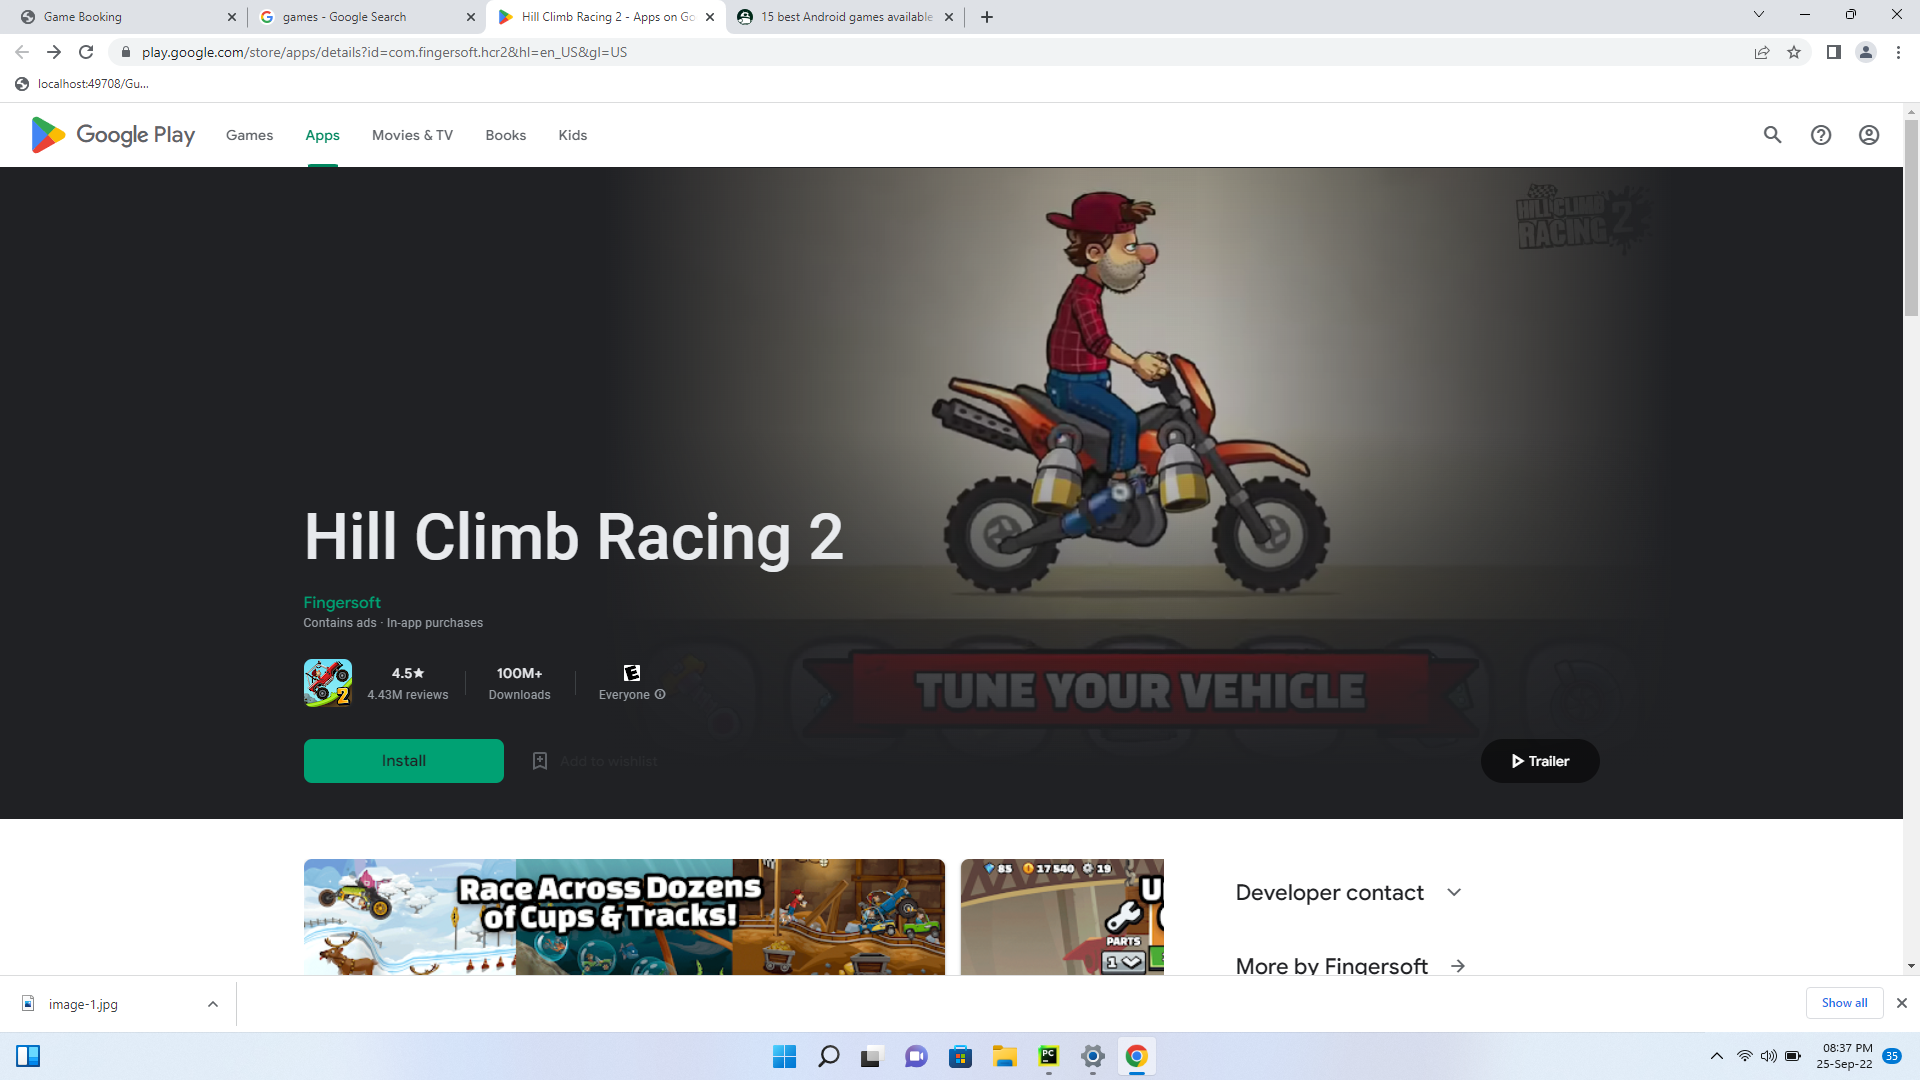 Game Booking
games - Google Search
Hill Climb Racing 2 - Apps on Go
15 best Android games available
play.google.com/store/apps/details?id=com.fingersoft.hcr2&hl=en_US&gl=US
localhost:49708/Gu...
Google Play
Games
Apps
Movies & TV
Books
Kids
HILL CLIMB
RACING 2
Hill Climb Racing 2
Fingersoft
Contains ads · In-app purchases
2
4.5★
4.43M reviews
100M+
Downloads
E
Everyone
TUNE YOUR VEHICLE
Install
Add to wishlist
Trailer
Race Across Dozens
of Cups & Tracks!
85
17 540
19
PARTS
1
Developer contact
More by Fingersoft
image-1.jpg
Show all
PC
08:37 PM
25-Sep-22
35